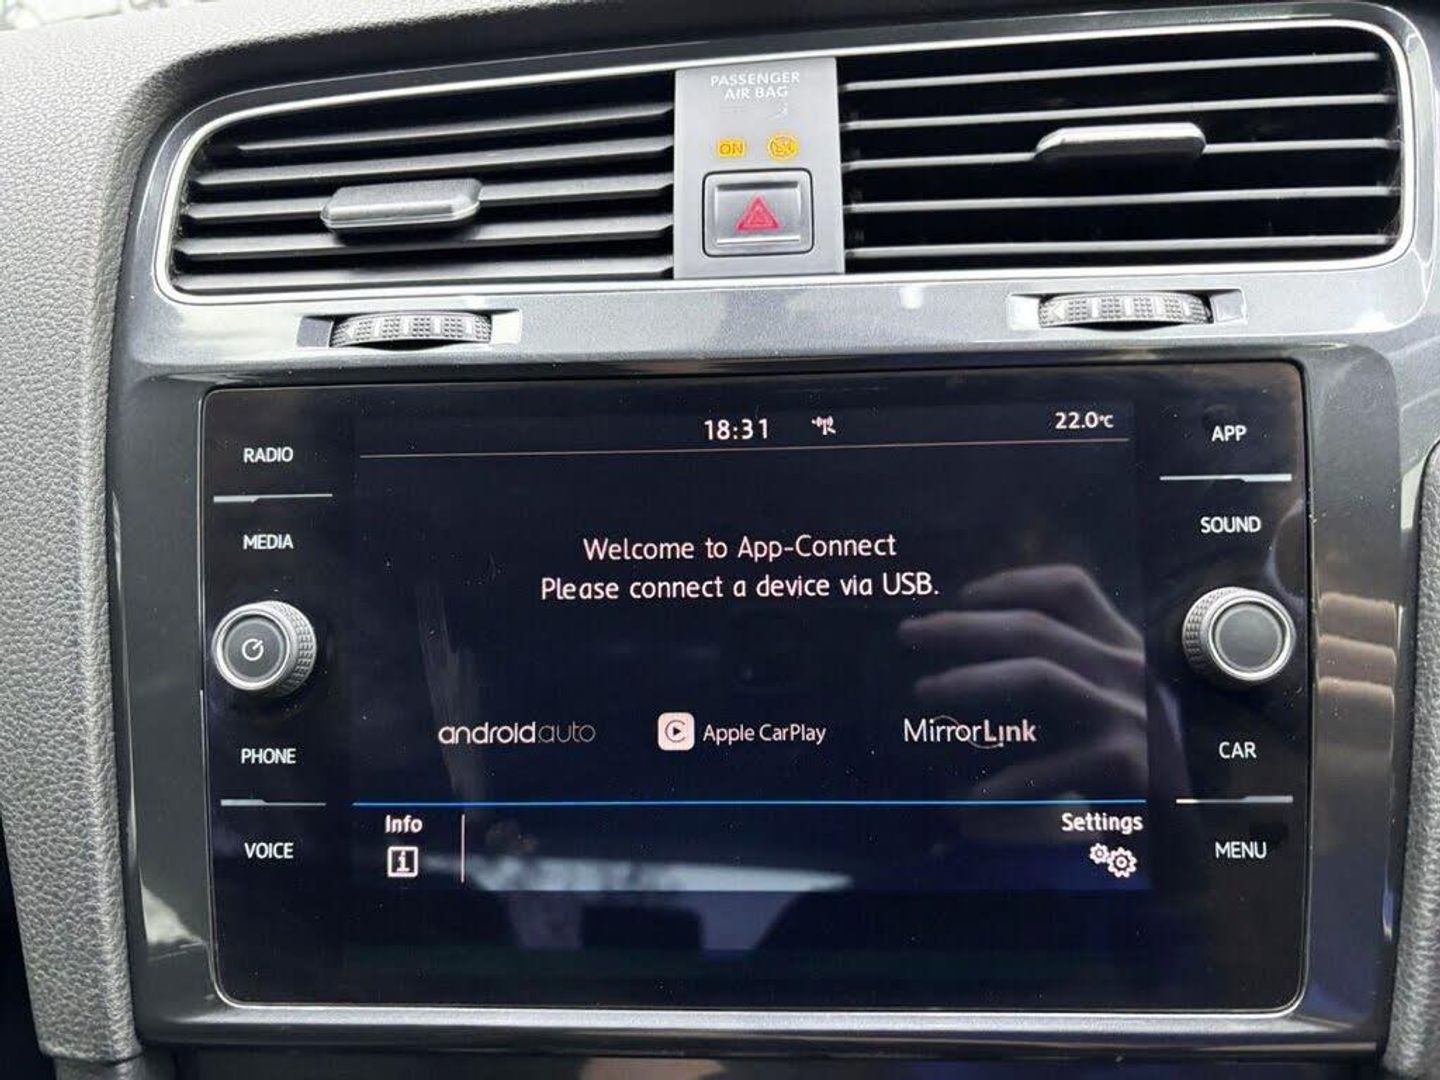 PASSENGER
AIR BAG
ON
18:31
22.0°C
RADIO
MEDIA
PHONE
VOICE
Welcome to App-Connect
Please connect a device via USB.
androidauto
Apple CarPlay
MirrorLink
Info
Settings
APP
SOUND
CAR
MENU